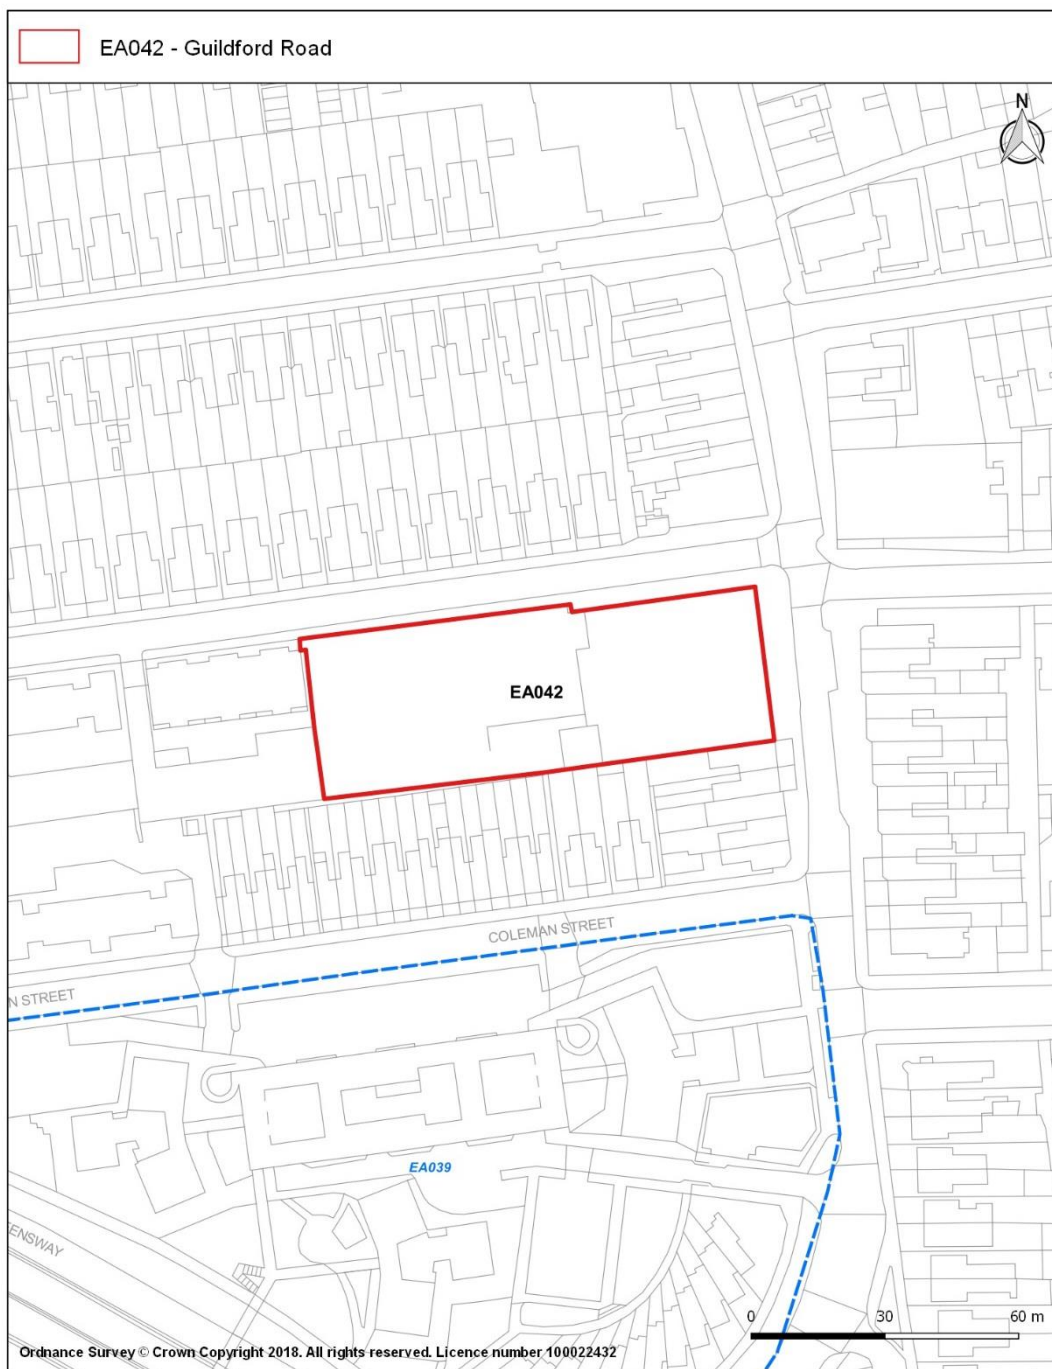 EA042 - Guildford Road
N
EA042
COLEMAN STREET
N STREET
EA039
ENSWAY
0 30 60 m
Ordnance Survey © Crown Copyright 2018. All rights reserved. Licence number 100022432